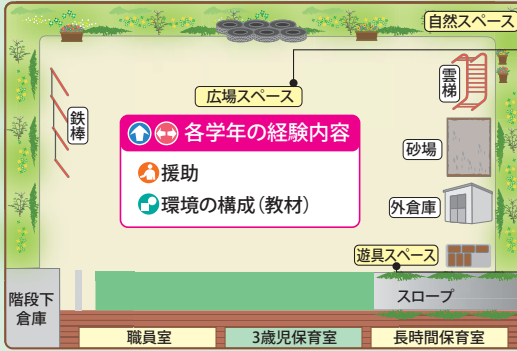 自然スペース
広場スペース
雲梯
鉄棒
各学年の経験内容
援助
環境の構成（教材）
砂場
外倉庫
遊具スペース
階段下
倉庫
スロープ
職員室
3歳児保育室
長時間保育室